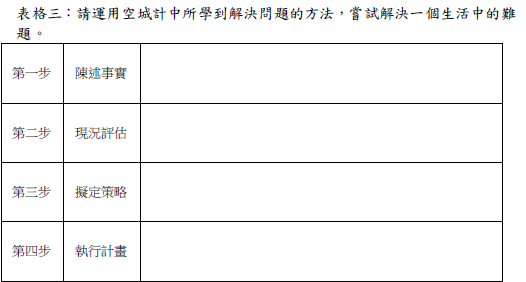 表格三：請運用空城計中所學到解決問題的方法，嘗試解決一個生活中的難
題。
第一步 陳述事實
第二步 現況評估
第三步 擬定策略
第四步 執行計畫